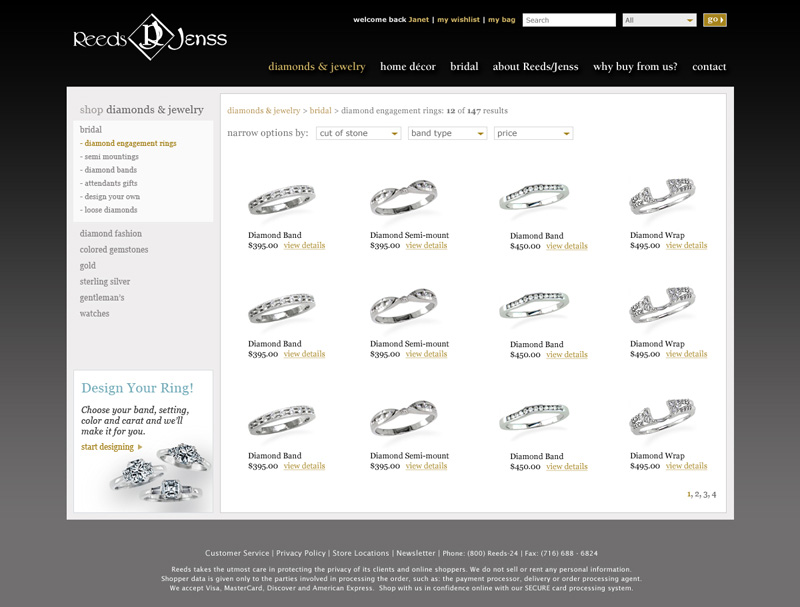 Reeds R Jenss
welcome back Janet | my wishlist | my bag
Search
All
go
diamonds & jewelry home décor bridal about Reeds/Jenss why buy from us? contact
shop diamonds & jewelry
bridal
- diamond engagement rings
- semi mountings
- diamond bands
- attendants gifts
- design your own
- loose diamonds
diamond fashion
colored gemstones
gold
sterling silver
gentleman's
watches
Design Your Ring!
Choose your band, setting,
color and carat and we'll
make it for you.
start designing
diamonds & jewelry > bridal > diamond engagement rings: 12 of 147 results
narrow options by: cut of stone band type price
Diamond Band Diamond Semi-mount Diamond Band Diamond Wrap
$395.00 view details $395.00 view details $450.00 view details $495.00 view details
Diamond Band Diamond Semi-mount Diamond Band Diamond Wrap
$395.00 view details $395.00 view details $450.00 view details $495.00 view details
Diamond Band Diamond Semi-mount Diamond Band Diamond Wrap
$395.00 view details $395.00 view details $450.00 view details $495.00 view details
1, 2, 3, 4
Customer Service | Privacy Policy | Store Locations | Newsletter | Phone: (800) Reeds-24 | Fax: (716) 688 - 6824
Reeds takes the utmost care in protecting the privacy of its clients and online shoppers. We do not sell or rent any personal information.
Shopper data is given only to the parties involved in processing the order, such as: the payment processor, delivery or order processing agent.
We accept Visa, MasterCard, Discover and American Express. Shop with us in confidence online with our SECURE card processing system.